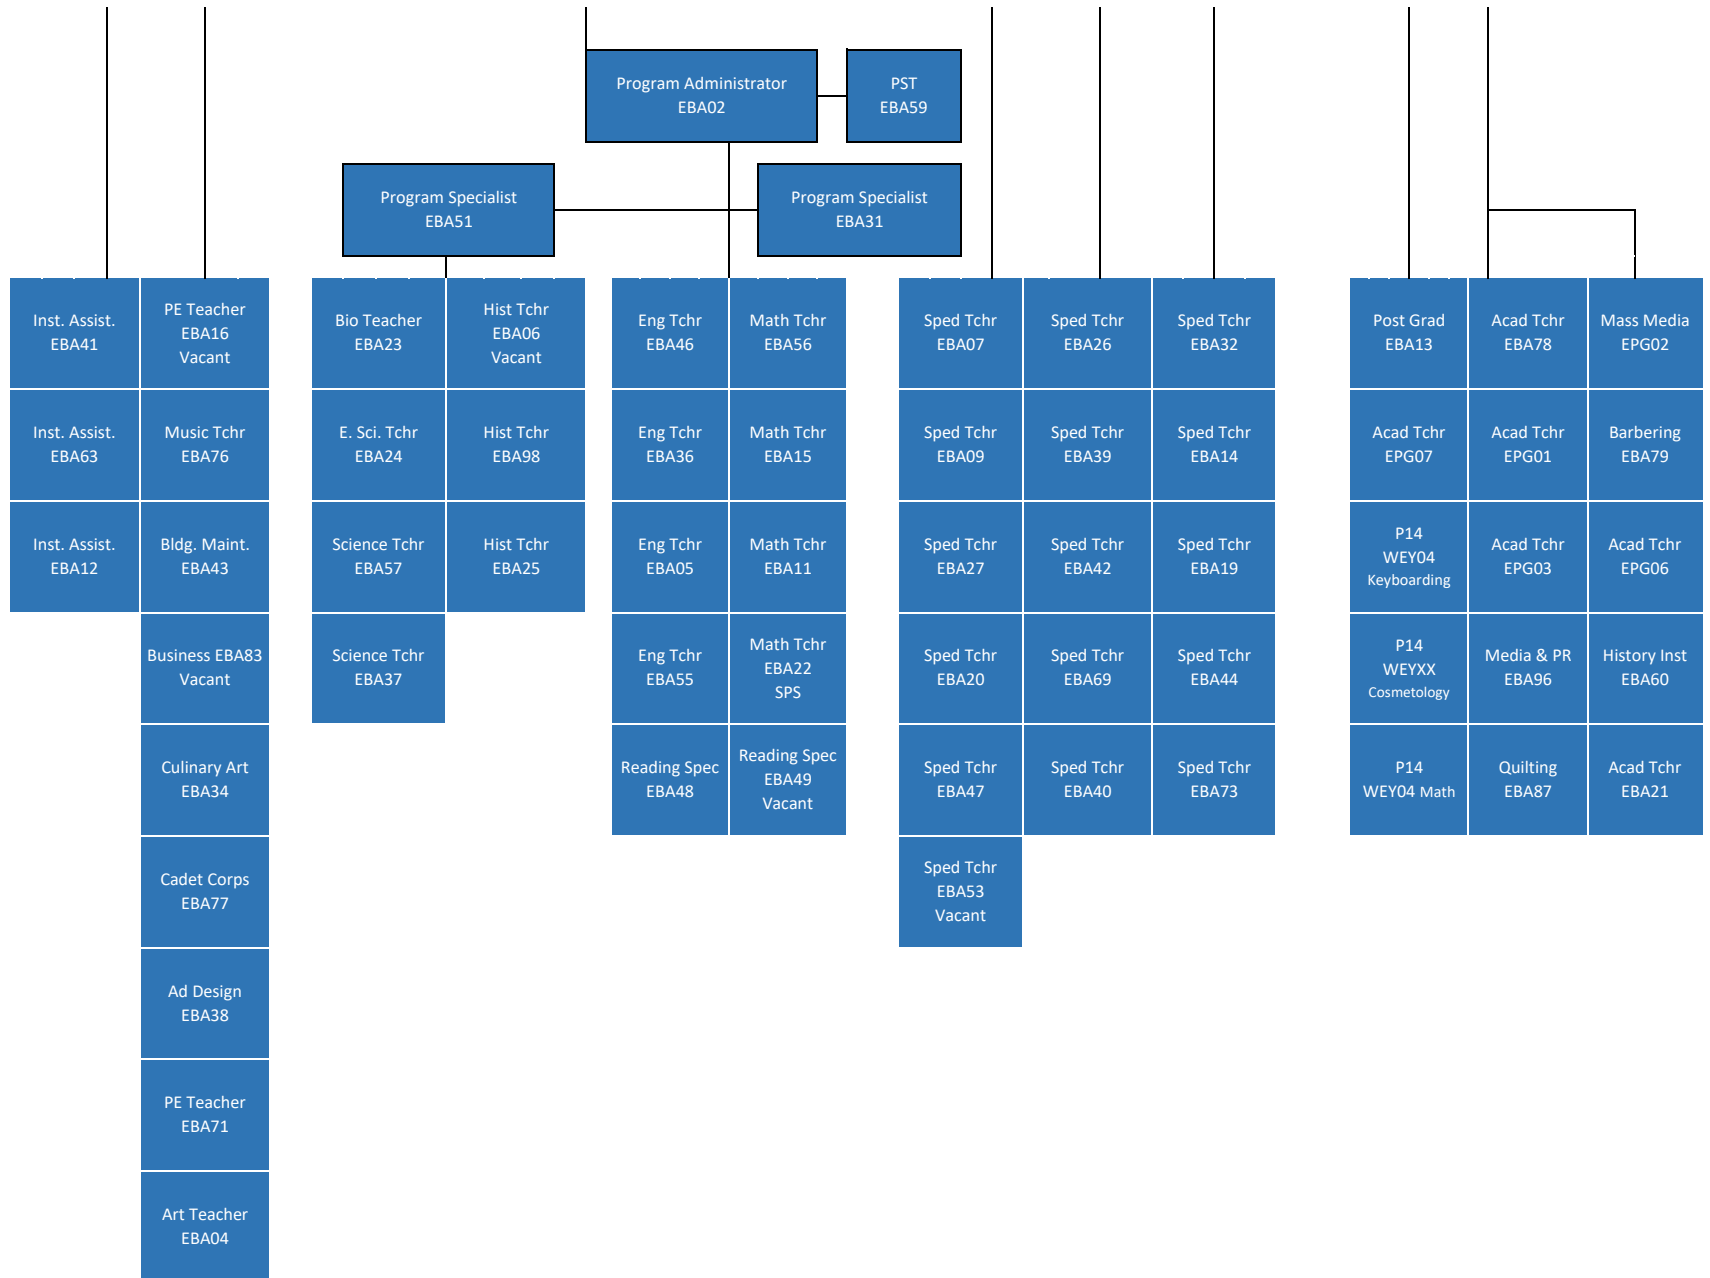 Program Administrator
EBA02
PST
EBA59
Program Specialist
EBA51
Program Specialist
EBA31
Inst. Assist.
EBA41
Inst. Assist.
EBA63
Inst. Assist.
EBA12
PE Teacher
EBA16
Vacant
Music Tchr
EBA76
Bldg. Maint.
EBA43
Business EBA83
Vacant
Culinary Art
EBA34
Cadet Corps
EBA77
Ad Design
EBA38
PE Teacher
EBA71
Art Teacher
EBA04
Bio Teacher
EBA23
E. Sci. Tchr
EBA24
Science Tchr
EBA57
Science Tchr
EBA37
Hist Tchr
EBA06
Vacant
Hist Tchr
EBA98
Hist Tchr
EBA25
Eng Tchr
EBA46
Eng Tchr
EBA36
Eng Tchr
EBA05
Eng Tchr
EBA55
Reading Spec
EBA48
Math Tchr
EBA56
Math Tchr
EBA15
Math Tchr
EBA11
Math Tchr
EBA22
SPS
Reading Spec
EBA49
Vacant
Sped Tchr
EBA07
Sped Tchr
EBA09
Sped Tchr
EBA27
Sped Tchr
EBA20
Sped Tchr
EBA47
Sped Tchr
EBA53
Vacant
Sped Tchr
EBA26
Sped Tchr
EBA39
Sped Tchr
EBA42
Sped Tchr
EBA69
Sped Tchr
EBA40
Sped Tchr
EBA32
Sped Tchr
EBA14
Sped Tchr
EBA19
Sped Tchr
EBA44
Sped Tchr
EBA73
Post Grad
EBA13
Acad Tchr
EPG07
P14
WEY04
Keyboarding
P14
WEYXX
Cosmetology
P14
WEY04 Math
Acad Tchr
EBA78
Acad Tchr
EPG01
Acad Tchr
EPG03
Media & PR
EBA96
Quilting
EBA87
Mass Media
EPG02
Barbering
EBA79
Acad Tchr
EPG06
History Inst
EBA60
Acad Tchr
EBA21